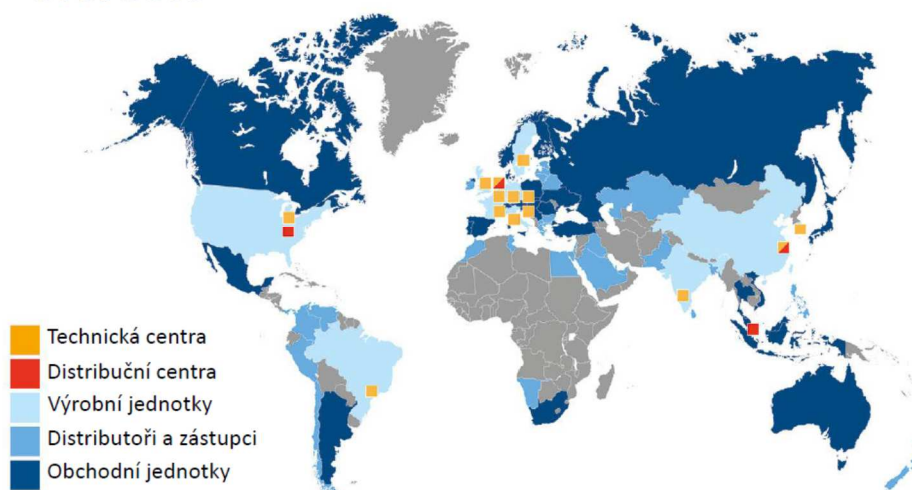 Technická centra
Distribuční centra
Výrobní jednotky
Distributoři a zástupci
Obchodní jednotky